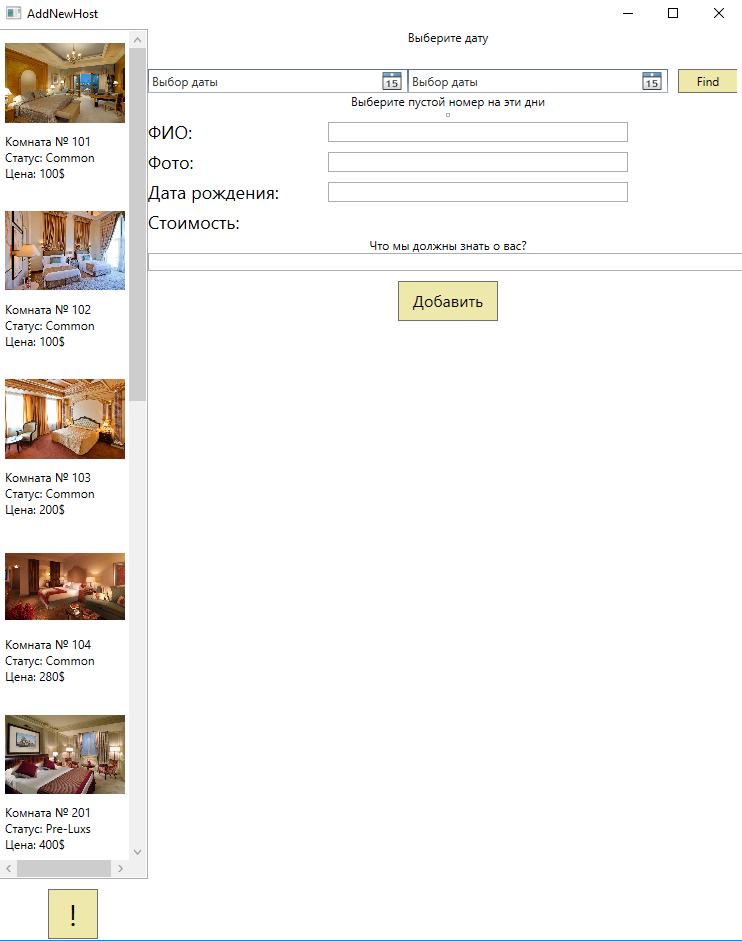 AddNewHost
Комната № 101
Статус: Common
Цена: 100$
Комната № 102
Статус: Common
Цена: 100$
Комната № 103
Статус: Common
Цена: 200$
Комната № 104
Статус: Common
Цена: 280$
Комната № 201
Статус: Pre-Luxs
Цена: 400$
!
Выберите дату
Выбор даты 15 Выбор даты 15 Find
Выберите пустой номер на эти дни
ФИО:
Фото:
Дата рождения:
Стоимость:
Что мы должны знать о вас?
Добавить